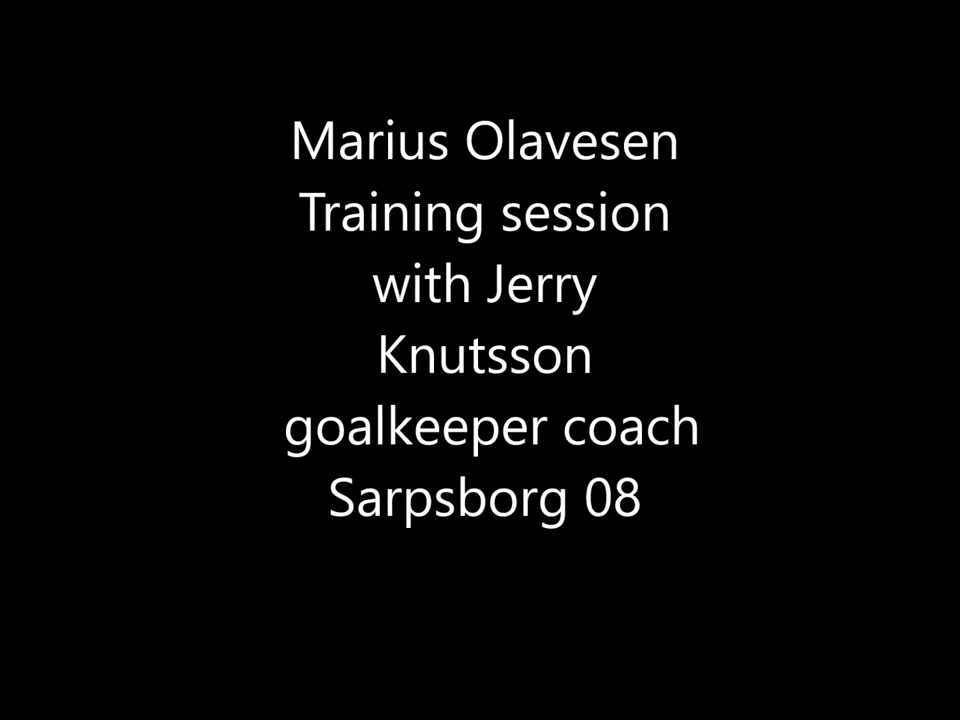 Marius Olavesen
Training session
with Jerry
Knutsson
goalkeeper coach
Sarpsborg 08